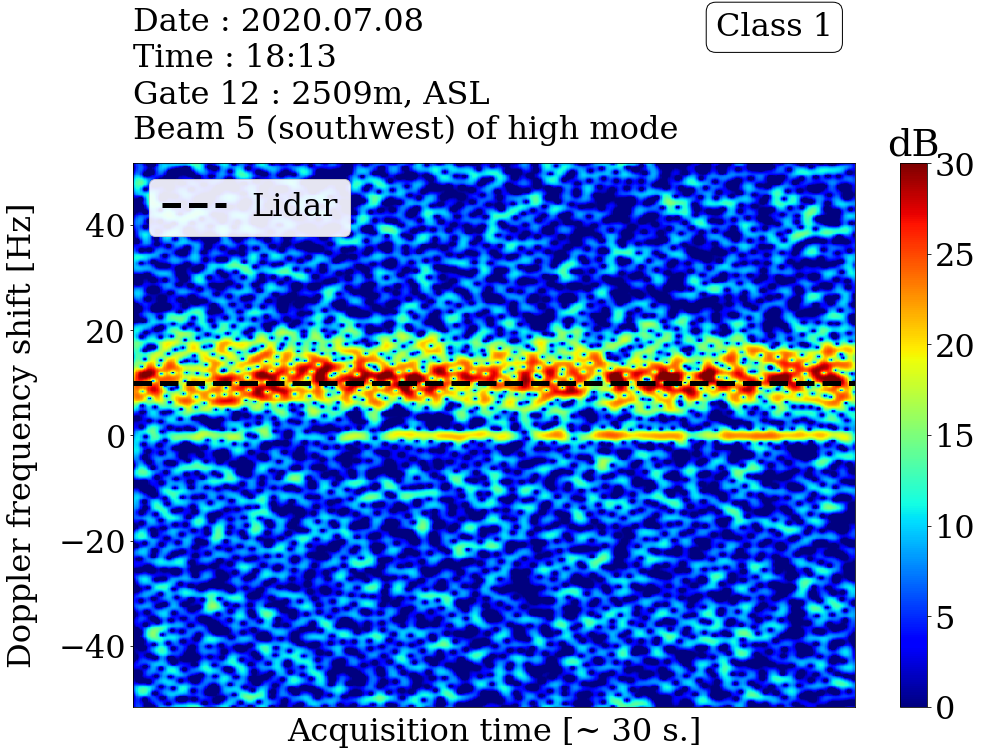 Date : 2020.07.08
Time : 18:13
Gate 12 : 2509m, ASL
Beam 5 (southwest) of high mode
Class 1
dB
Lidar
Doppler frequency shift [Hz]
40
20
0
−20
−40
30
25
20
15
10
5
0
Acquisition time [~ 30 s.]